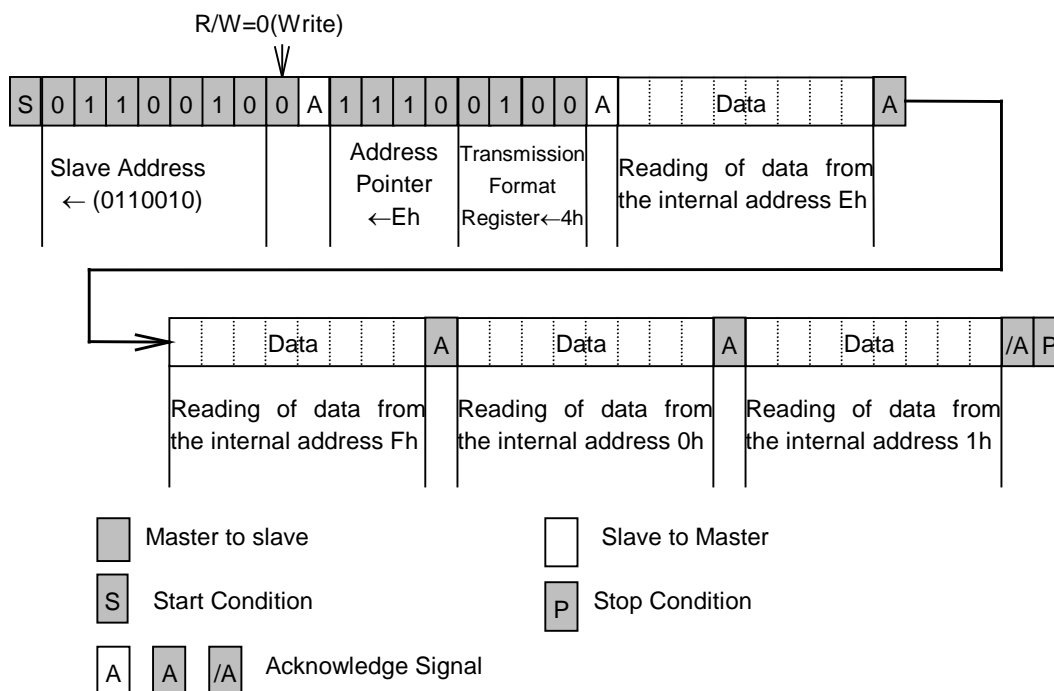 R/W=0(Write)
S 0 1 1 0 0 1 0 0 A 1 1 1 0 0 1 0 0 A Data A
Slave Address
← (0110010)
Address
Pointer
←Eh
Transmission
Format
Register←4h
Reading of data from
the internal address Eh
Data A Data A Data /A P
Reading of data from
the internal address Fh
Reading of data from
the internal address 0h
Reading of data from
the internal address 1h
Master to slave
Slave to Master
S Start Condition
P Stop Condition
A A /A Acknowledge Signal